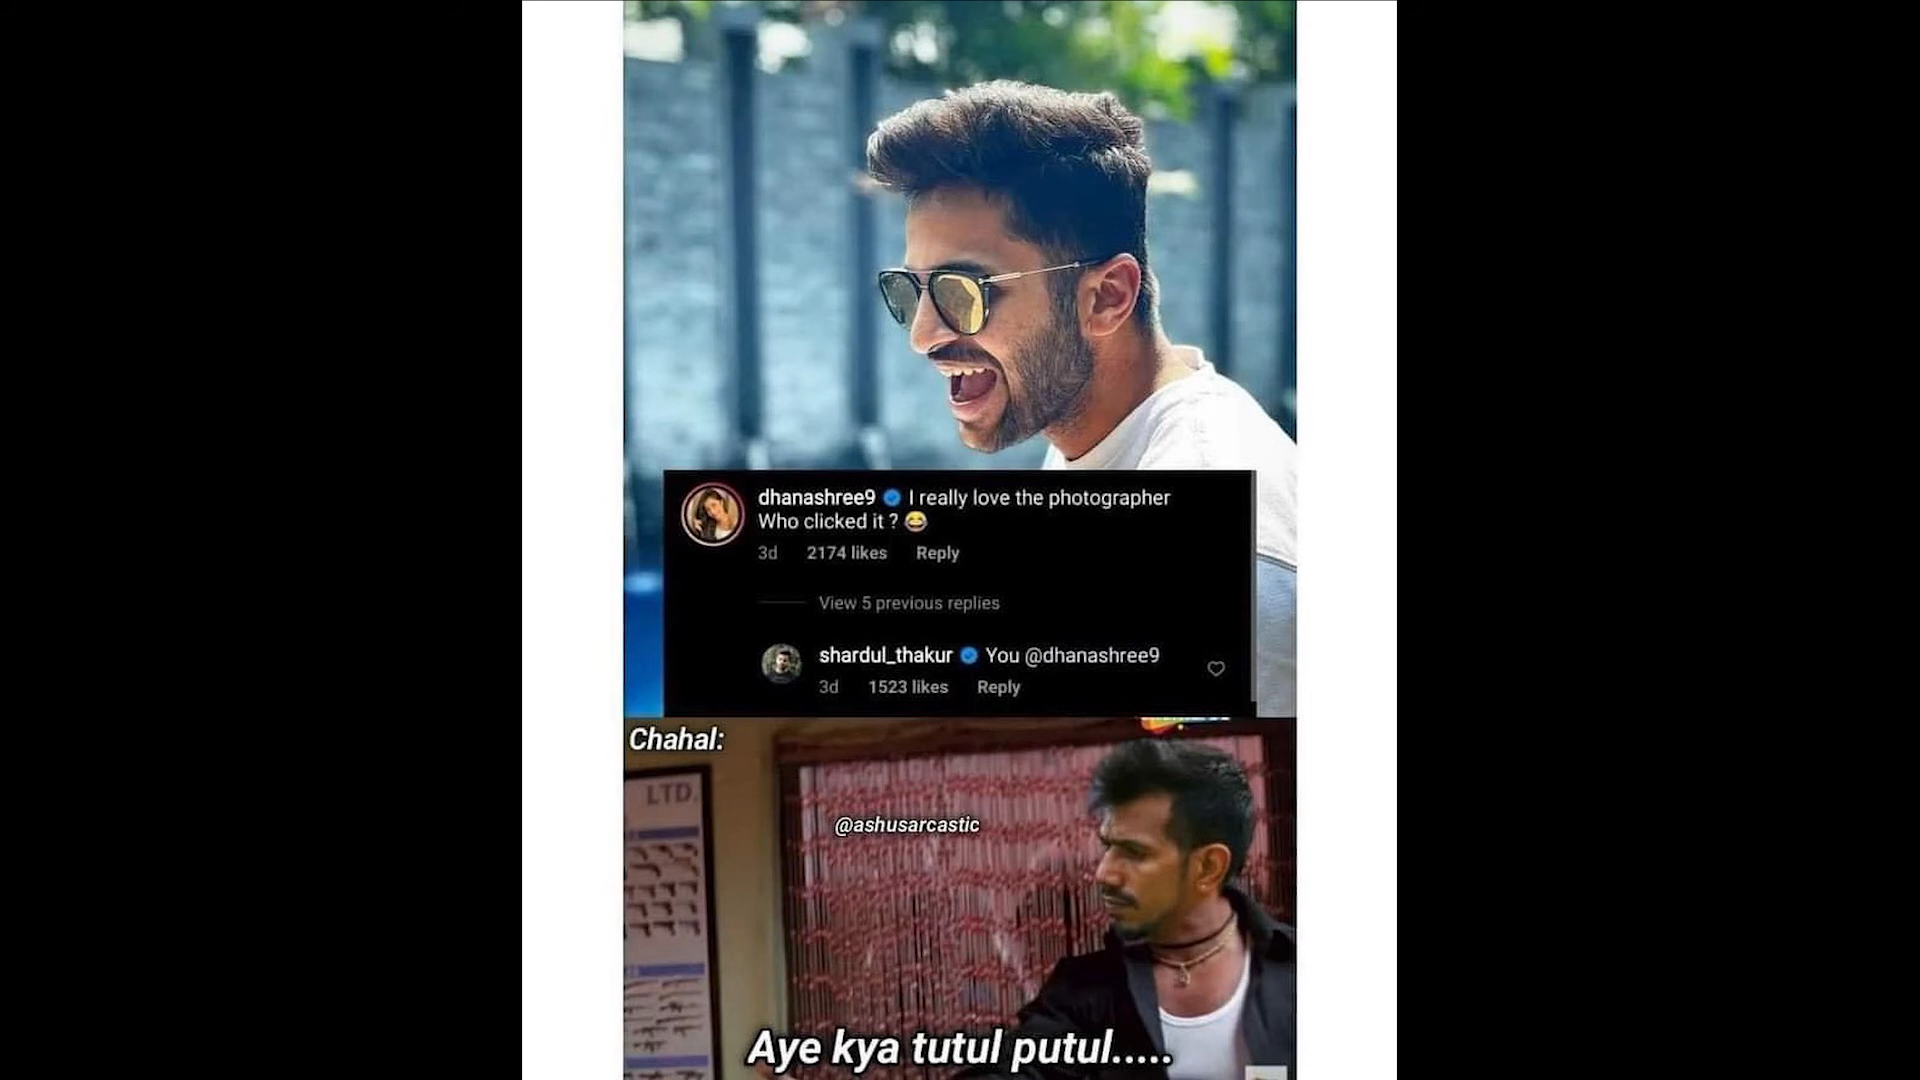 dhanashree9 I really love the photographer
Who clicked it ? 😂
3d 2174 likes Reply
View 5 previous replies
shardul_thakur You @dhanashree9
3d 1523 likes Reply
Chahal:
LTD.
@ashusarcastic
Aye kya tutul putul.....